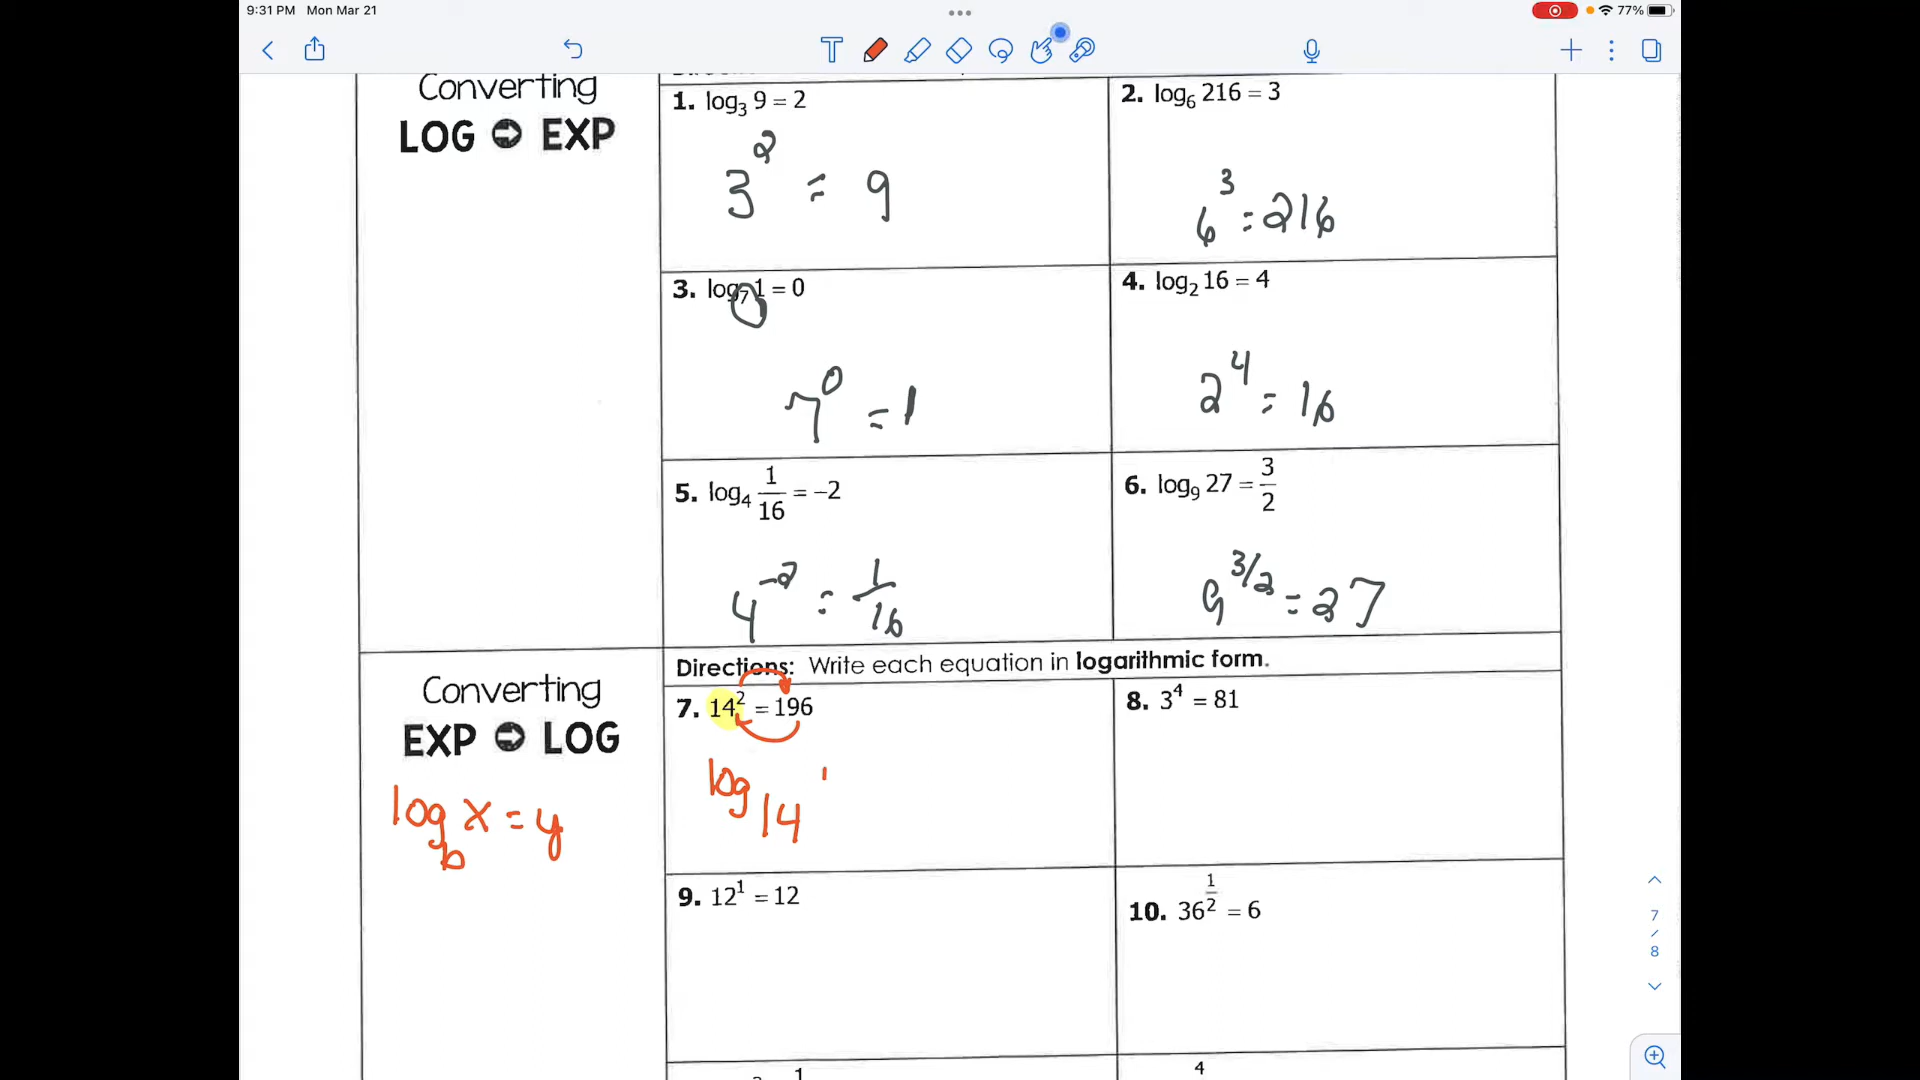 9:31 PM Mon Mar 21
77%
Converting
LOG ➲ EXP
1. log₃ 9 = 2
3² = 9
2. log₆ 216 = 3
6³ = 216
3. log₇ 1 = 0
7⁰ = 1
4. log₂ 16 = 4
2⁴ = 16
5. log₄ 1/16 = –2
4⁻² = 1/16
6. log₉ 27 = 3/2
9^3/2 = 27
Converting
EXP ➲ LOG
log_b x = y
Directions: Write each equation in logarithmic form.
7. 14² = 196
log₁₄
8. 3⁴ = 81
9. 12¹ = 12
10. 36^1/2 = 6
7
/
8